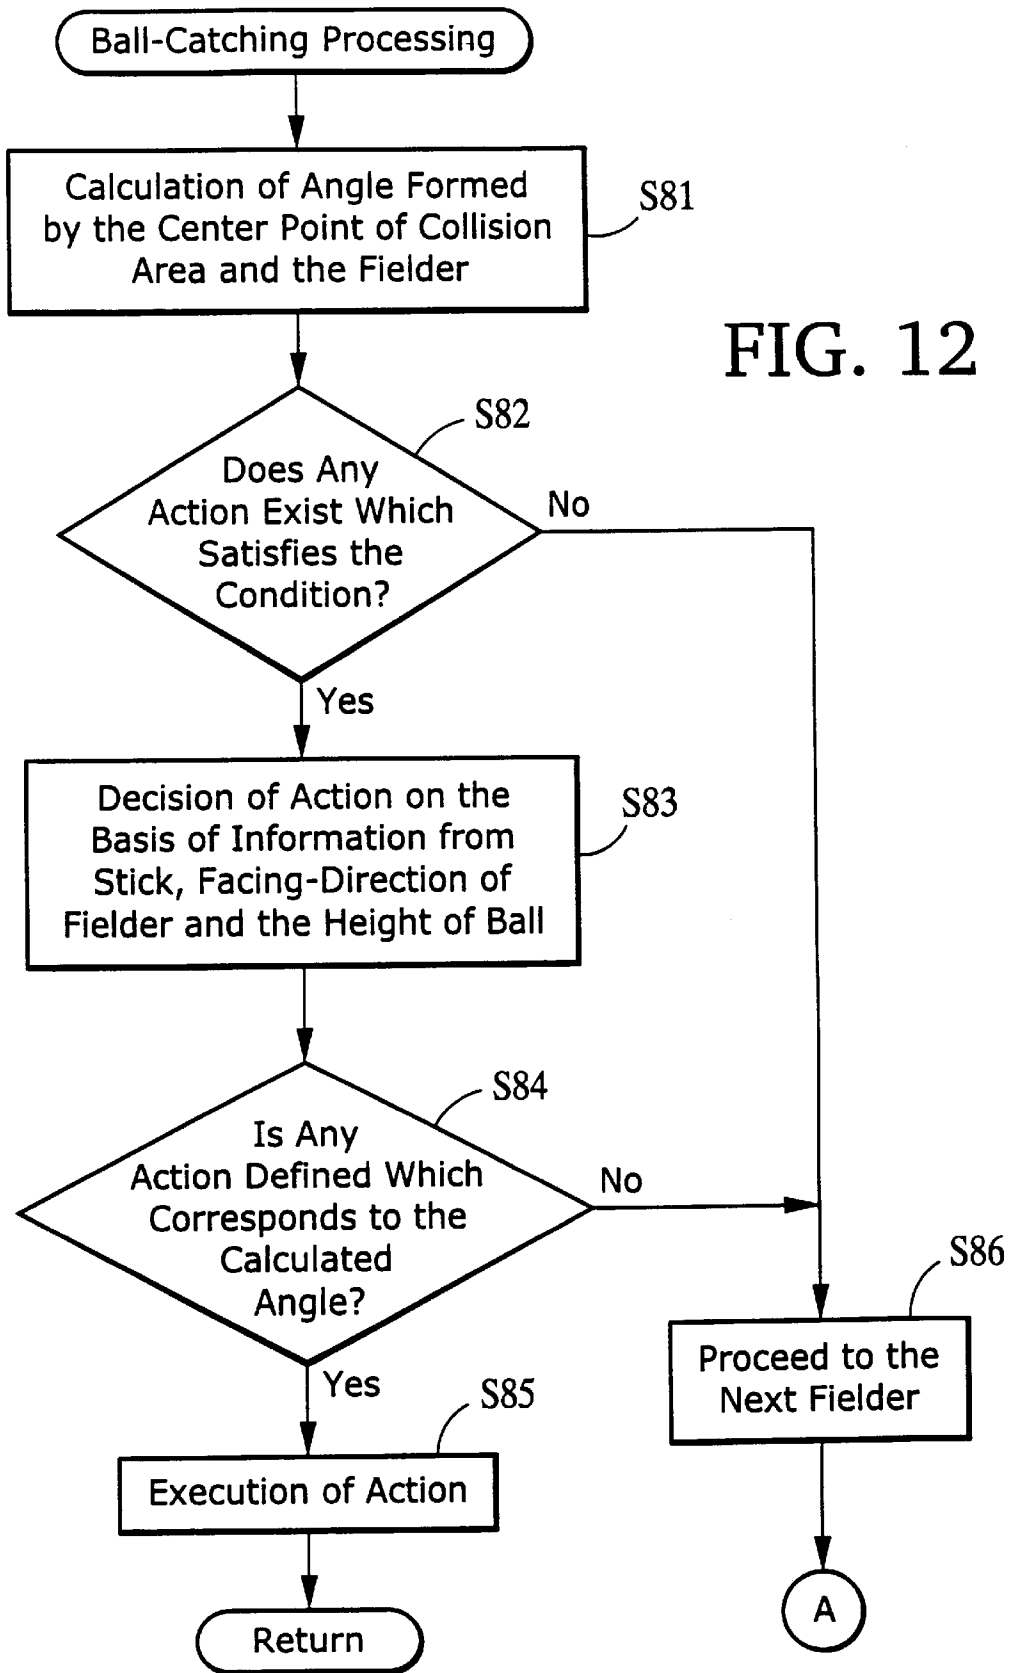 Ball-Catching Processing
Calculation of Angle Formed
by the Center Point of Collision
Area and the Fielder
S81
FIG. 12
S82
Does Any
Action Exist Which
Satisfies the
Condition?
No
Yes
Decision of Action on the
Basis of Information from
Stick, Facing-Direction of
Fielder and the Height of Ball
S83
S84
Is Any
Action Defined Which
Corresponds to the
Calculated
Angle?
No
Yes
S86
Proceed to the
Next Fielder
S85
Execution of Action
A
Return